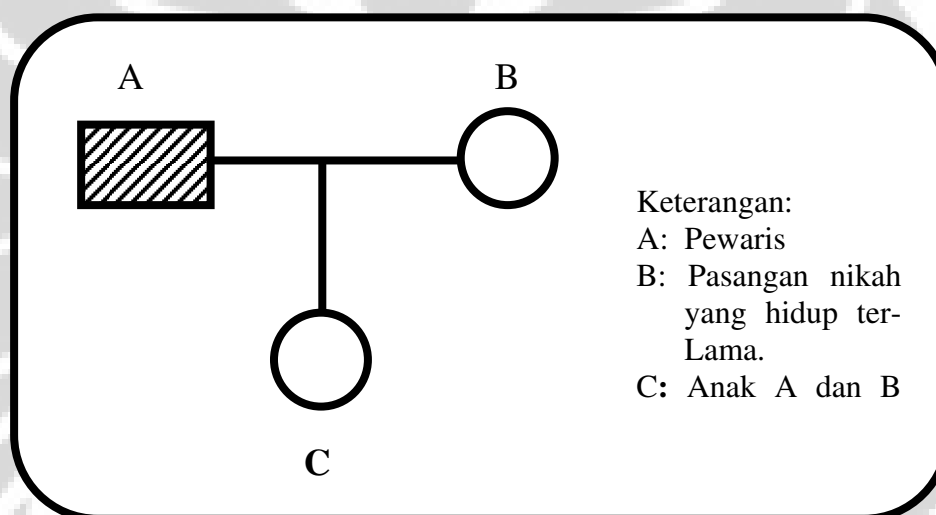 A
B
Keterangan:
A: Pewaris
B: Pasangan nikah
yang hidup ter-
Lama.
C: Anak A dan B
C